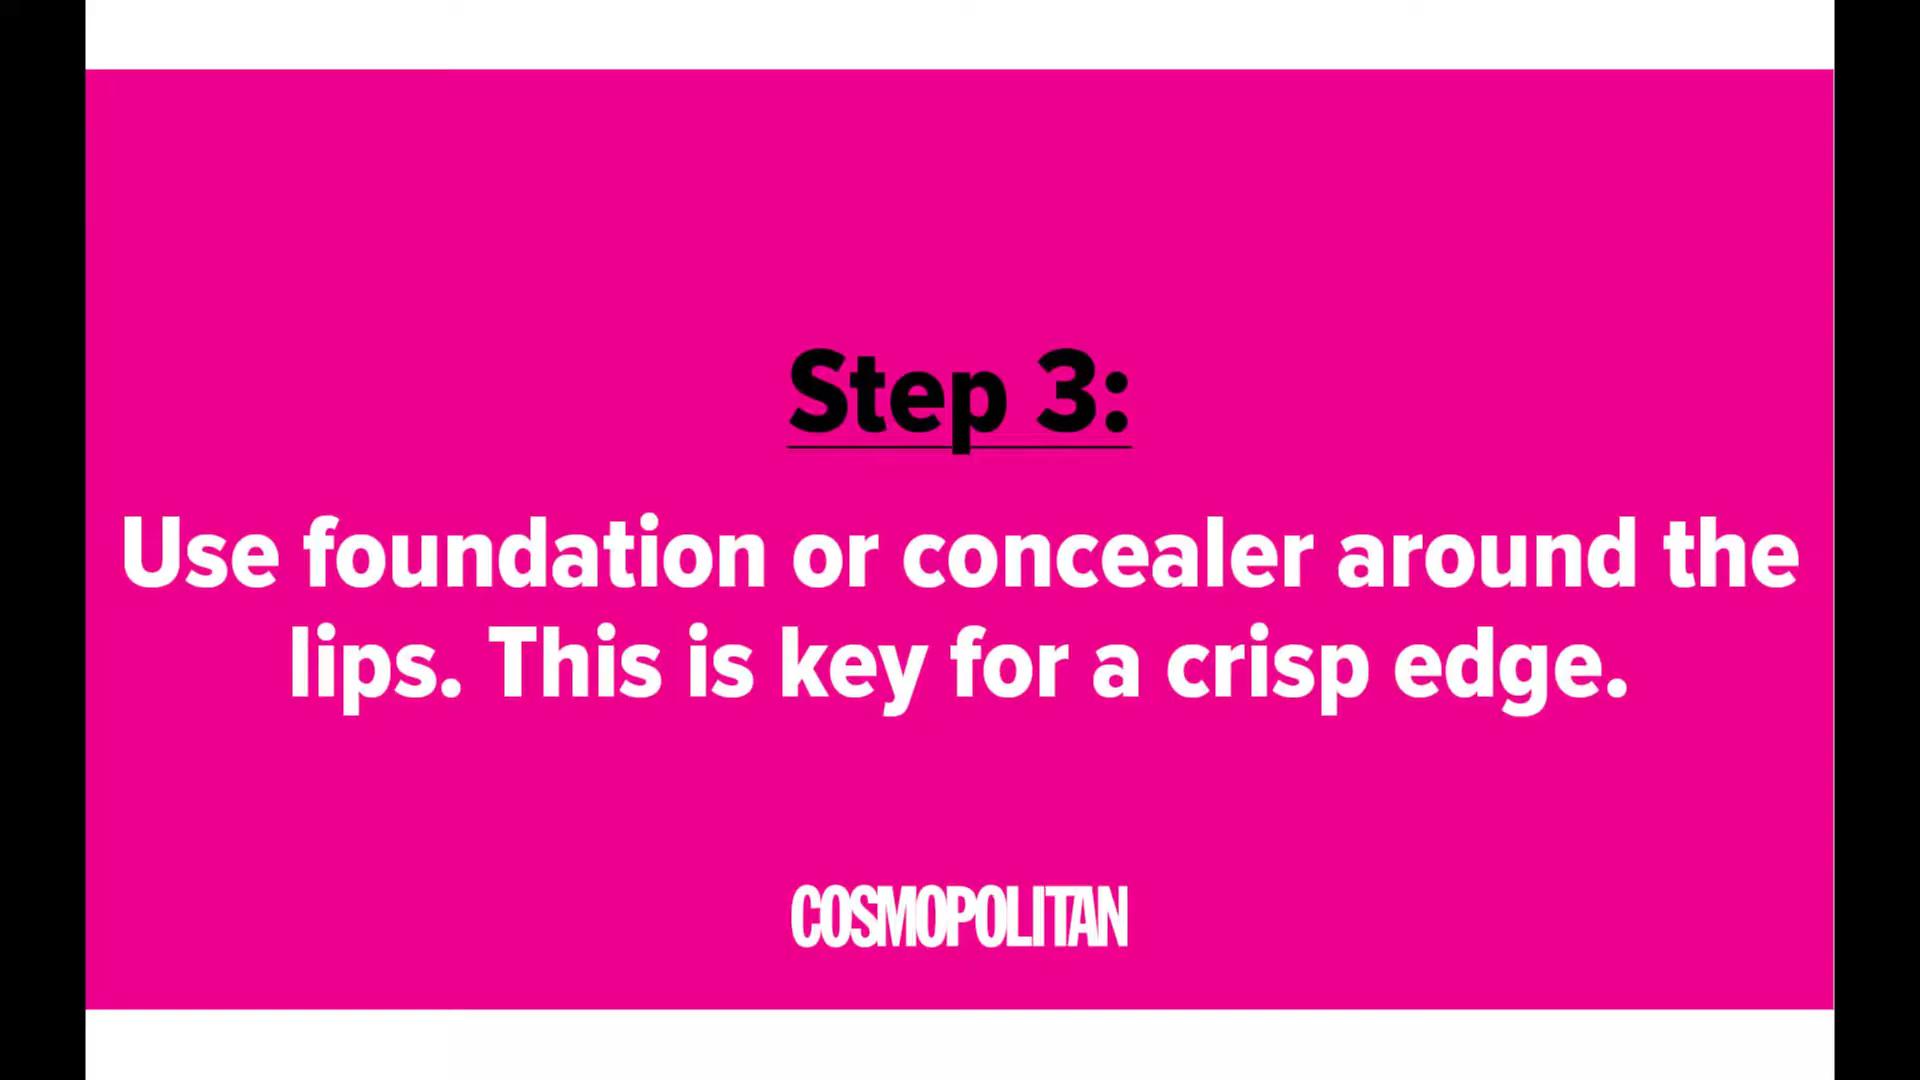 Step 3:
Use foundation or concealer around the
lips. This is key for a crisp edge.
COSMOPOLITAN